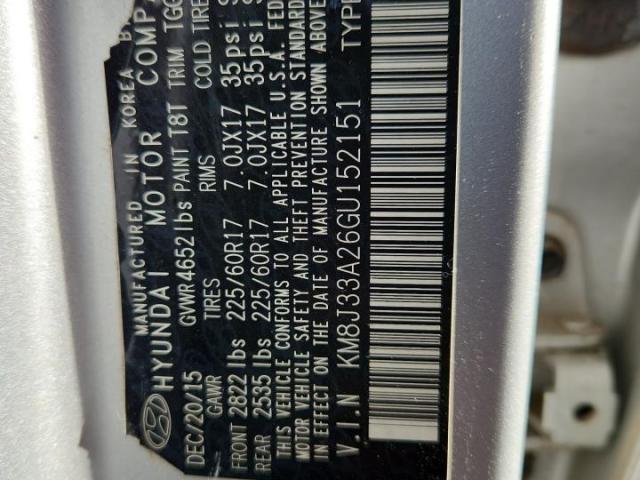 MANUFACTURED IN KOREA BY
HYUNDAI MOTOR COMP
DEC/20/15 GVWR 4652 lbs PAINT T8T TRIM TGG
GAWR TIRES RIMS COLD TIRE
FRONT 2822 lbs 225/60R17 7.0JX17 35psi
REAR 2535 lbs 225/60R17 7.0JX17 35psi
THIS VEHICLE CONFORMS TO ALL APPLICABLE U.S.A. FED
MOTOR VEHICLE SAFETY AND THEFT PREVENTION STANDARD
IN EFFECT ON THE DATE OF MANUFACTURE SHOWN ABOVE
V.I.N KM8J33A26GU152151 TYPE